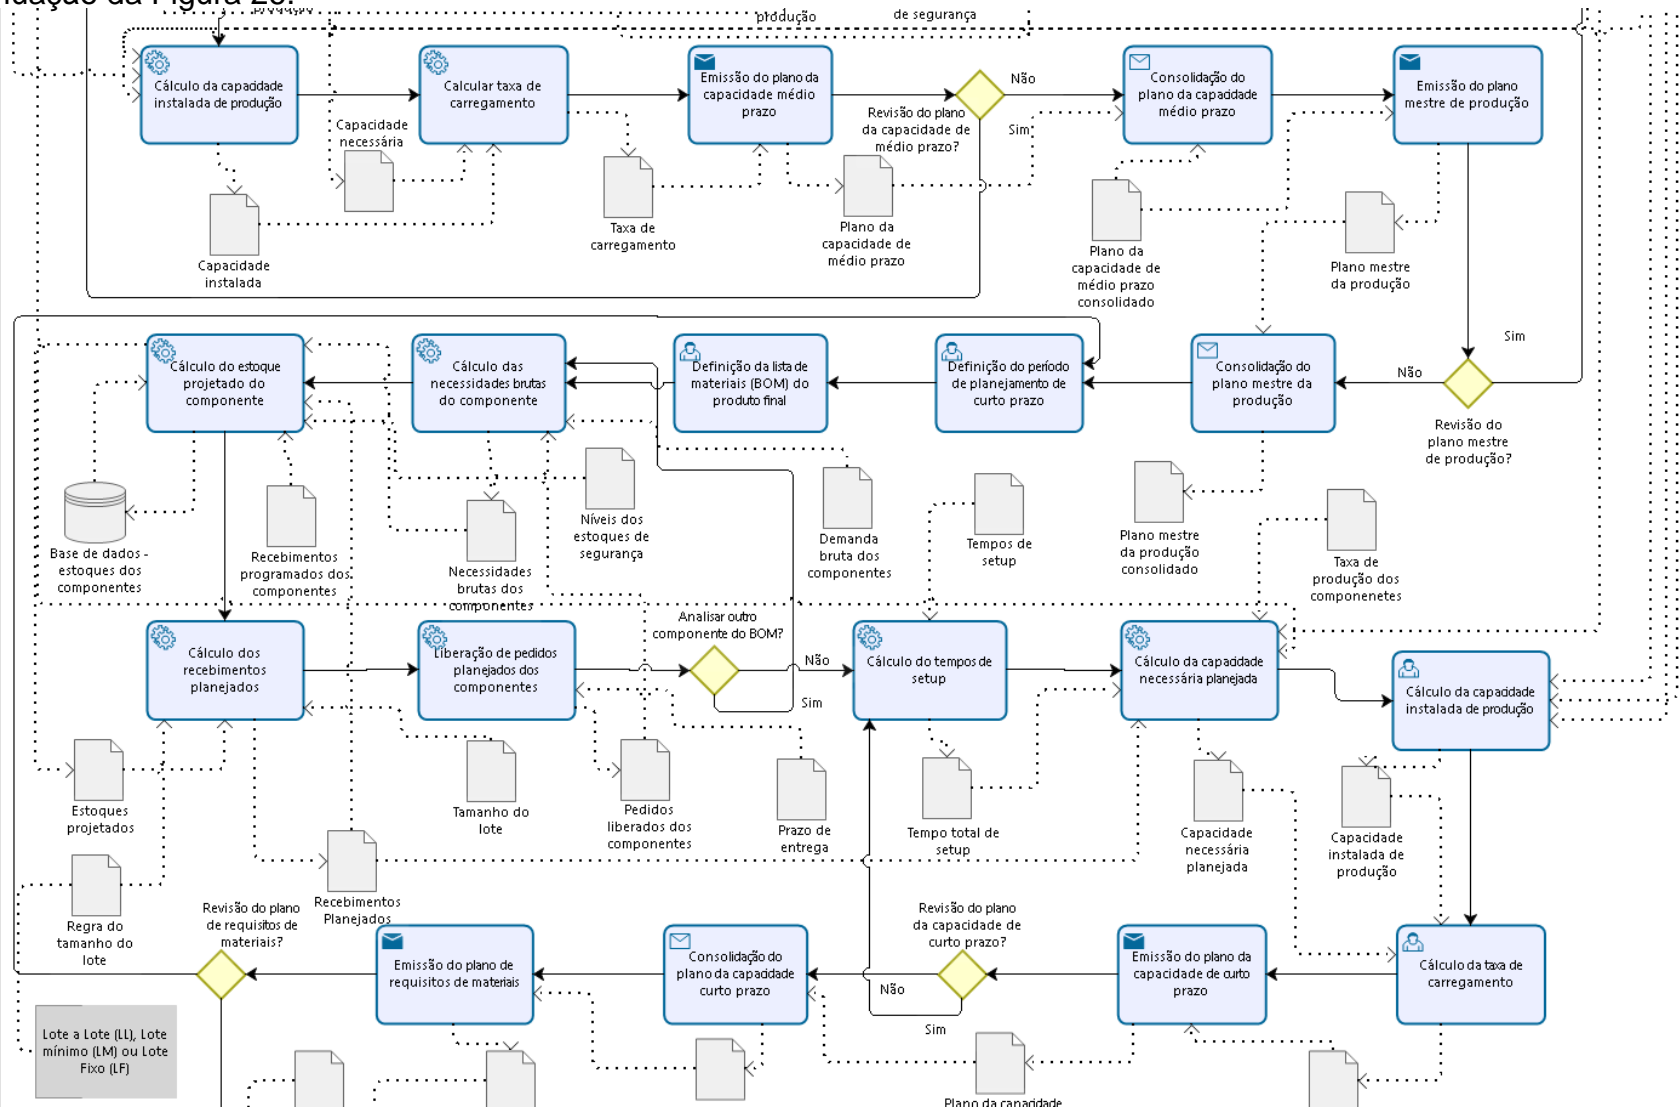 produção
de segurança
Cálculo da capacidade
instalada de produção
Calcular taxa de
carregamento
Emissão do plano da
capacidade médio
prazo
Revisão do plano
da capacidade de
médio prazo?
Não
Sim
Consolidação do
plano da capacidade
médio prazo
Emissão do plano
mestre de produção
Capacidade
necessária
Capacidade
instalada
Taxa de
carregamento
Plano da
capacidade de
médio prazo
Plano da
capacidade de
médio prazo
consolidado
Plano mestre
da produção
Cálculo do estoque
projetado do
componente
Cálculo das
necessidades brutas
do componente
Definição da lista de
materiais (BOM) do
produto final
Definição do período
de planejamento de
curto prazo
Consolidação do
plano mestre da
produção
Não
Sim
Revisão do
plano mestre
de produção?
Base de dados -
estoques dos
componentes
Recebimentos
programados dos
componentes
Necessidades
brutas dos
componentes
Níveis dos
estoques de
segurança
Demanda
bruta dos
componentes
Tempos de
setup
Plano mestre
da produção
consolidado
Taxa de
produção dos
componenetes
Cálculo dos
recebimentos
planejados
Liberação de pedidos
planejados dos
componentes
Analisar outro
componente do BOM?
Não
Sim
Cálculo do tempos de
setup
Cálculo da capacidade
necessária planejada
Cálculo da capacidade
instalada de produção
Estoques
projetados
Tamanho do
lote
Pedidos
liberados dos
componentes
Prazo de
entrega
Tempo total de
setup
Capacidade
necessária
planejada
Capacidade
instalada de
produção
Regra do
tamanho do
lote
Recebimentos
Planejados
Revisão do plano
de requisitos de
materiais?
Emissão do plano de
requisitos de materiais
Consolidação do
plano da capacidade
curto prazo
Revisão do plano
da capacidade de
curto prazo?
Não
Sim
Emissão do plano da
capacidade de curto
prazo
Cálculo da taxa de
carregamento
Lote a Lote (LL), Lote
mínimo (LM) ou Lote
Fixo (LF)
Plano da capacidade